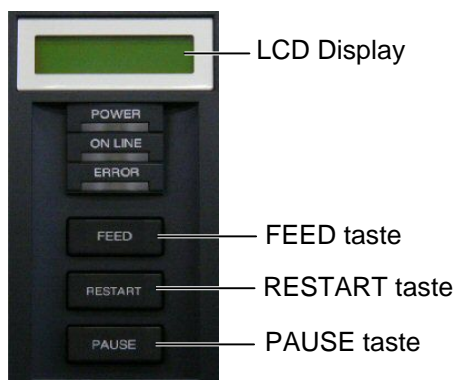 LCD Display
POWER
ON LINE
ERROR
FEED
FEED taste
RESTART
RESTART taste
PAUSE
PAUSE taste